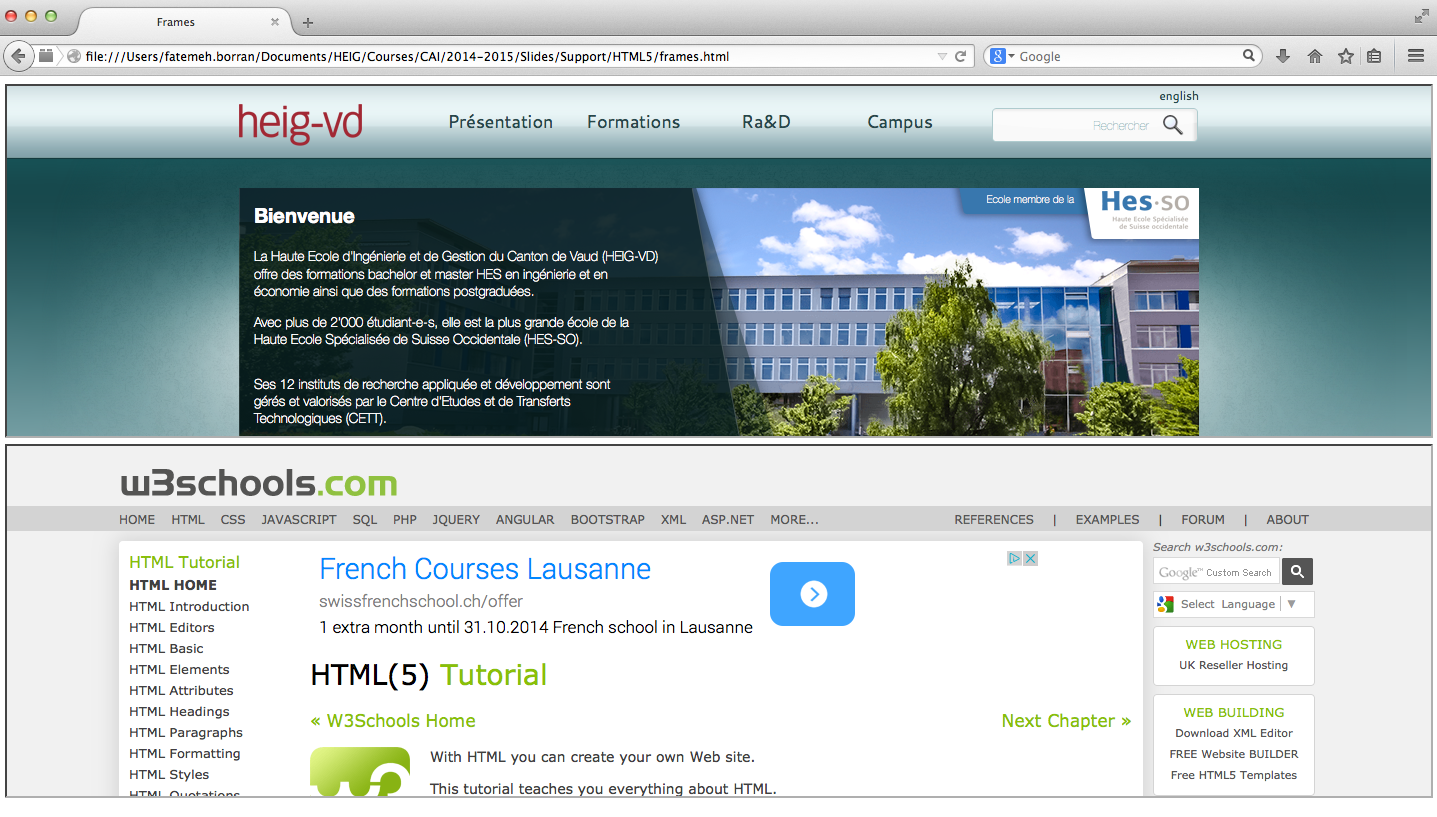 Frames
file:///Users/fatemeh.borran/Documents/HEIG/Courses/CAI/2014-2015/Slides/Support/HTML5/frames.html
Google
english
heig-vd
Présentation Formations Ra&D Campus
Rechercher
Bienvenue
Ecole membre de la
Hes·so
Haute Ecole Spécialisée
de Suisse occidentale
La Haute Ecole d'Ingénierie et de Gestion du Canton de Vaud (HEIG-VD)
offre des formations bachelor et master HES en ingénierie et en
économie ainsi que des formations postgraduées.
Avec plus de 2'000 étudiant-e-s, elle est la plus grande école de la
Haute Ecole Spécialisée de Suisse Occidentale (HES-SO).
Ses 12 instituts de recherche appliquée et développement sont
gérés et valorisés par le Centre d'Etudes et de Transferts
Technologiques (CETT).
w3schools.com
HOME HTML CSS JAVASCRIPT SQL PHP JQUERY ANGULAR BOOTSTRAP XML ASP.NET MORE... REFERENCES | EXAMPLES | FORUM | ABOUT
HTML Tutorial
HTML HOME
HTML Introduction
HTML Editors
HTML Basic
HTML Elements
HTML Attributes
HTML Headings
HTML Paragraphs
HTML Formatting
HTML Styles
HTML Quotations
French Courses Lausanne
swissfrenchschool.ch/offer
1 extra month until 31.10.2014 French school in Lausanne
HTML(5) Tutorial
« W3Schools Home
Next Chapter »
With HTML you can create your own Web site.
This tutorial teaches you everything about HTML.
Search w3schools.com:
Google™ Custom Search
Select Language ▼
WEB HOSTING
UK Reseller Hosting
WEB BUILDING
Download XML Editor
FREE Website BUILDER
Free HTML5 Templates